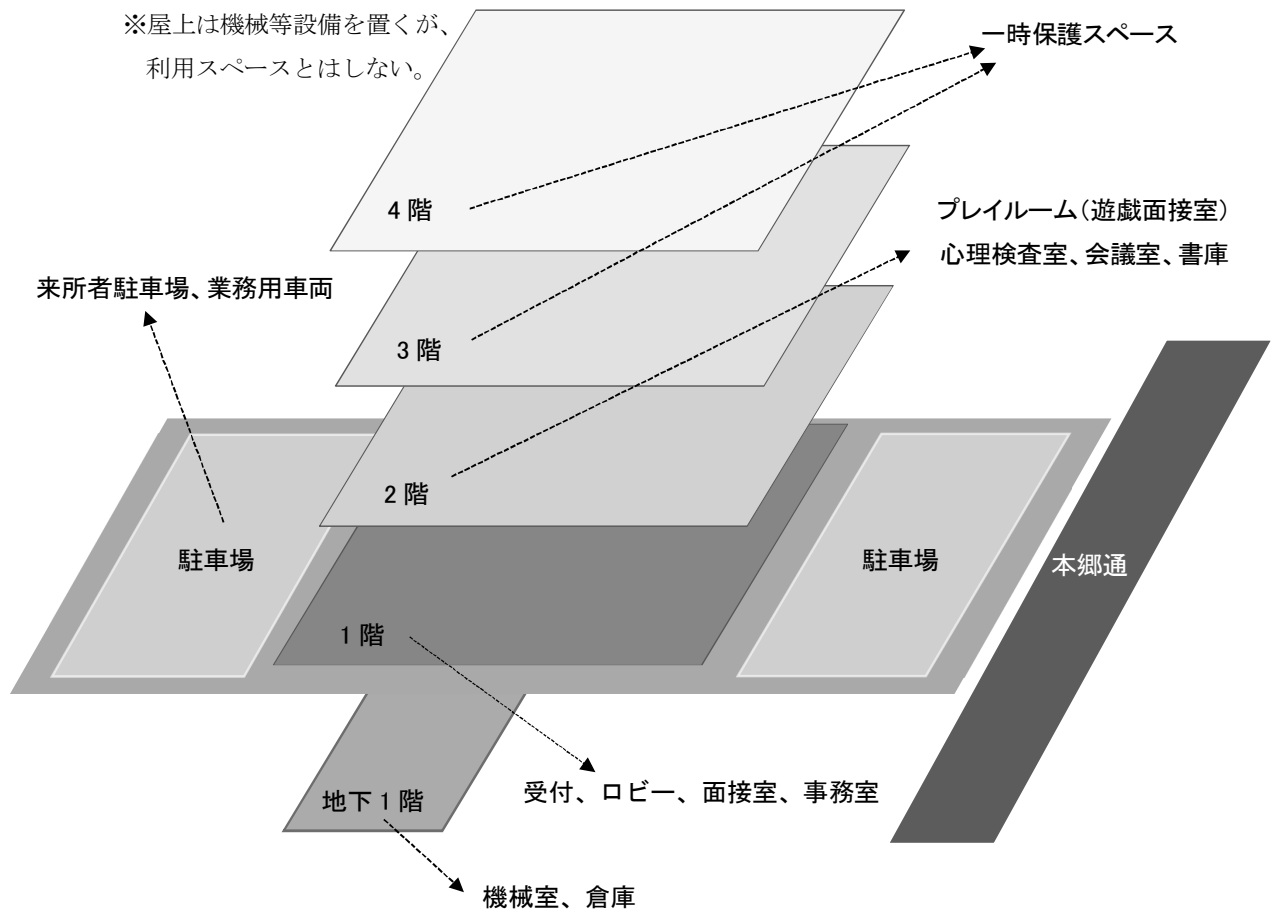 ※屋上は機械等設備を置くが、
利用スペースとはしない。
一時保護スペース
4階
プレイルーム(遊戯面接室)
心理検査室、会議室、書庫
来所者駐車場、業務用車両
3階
2階
駐車場
駐車場
本郷通
1階
受付、ロビー、面接室、事務室
地下1階
機械室、倉庫